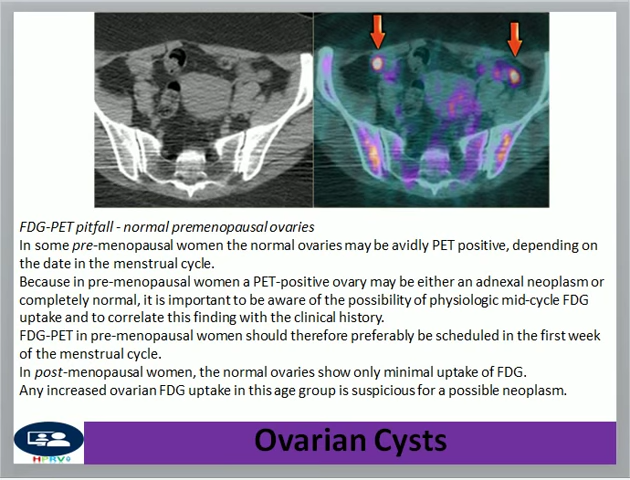 FDG-PET pitfall - normal premenopausal ovaries
In some pre-menopausal women the normal ovaries may be avidly PET positive, depending on
the date in the menstrual cycle.
Because in pre-menopausal women a PET-positive ovary may be either an adnexal neoplasm or
completely normal, it is important to be aware of the possibility of physiologic mid-cycle FDG
uptake and to correlate this finding with the clinical history.
FDG-PET in pre-menopausal women should therefore preferably be scheduled in the first week
of the menstrual cycle.
In post-menopausal women, the normal ovaries show only minimal uptake of FDG.
Any increased ovarian FDG uptake in this age group is suspicious for a possible neoplasm.
Ovarian Cysts
HPRV